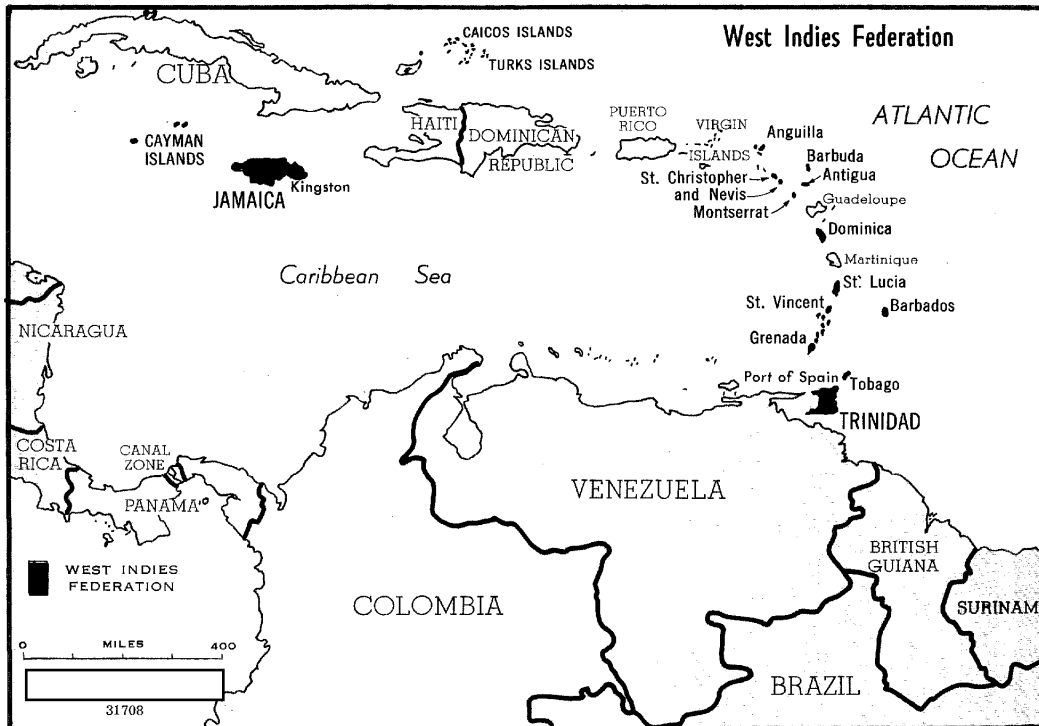 West Indies Federation
CAICOS ISLANDS
TURKS ISLANDS
CUBA
ATLANTIC
OCEAN
HAITI
DOMINICAN
REPUBLIC
PUERTO
RICO
VIRGIN
ISLANDS
Anguilla
Barbuda
Antigua
CAYMAN
ISLANDS
St. Christopher
and Nevis
Montserrat
Guadeloupe
Kingston
JAMAICA
Dominica
Martinique
Caribbean Sea
St. Lucia
St. Vincent
Barbados
Grenada
NICARAGUA
Port of Spain
Tobago
TRINIDAD
COSTA
RICA
CANAL
ZONE
PANAMA
VENEZUELA
BRITISH
GUIANA
WEST INDIES
FEDERATION
COLOMBIA
SURINAM
MILES
0 400
BRAZIL
31708